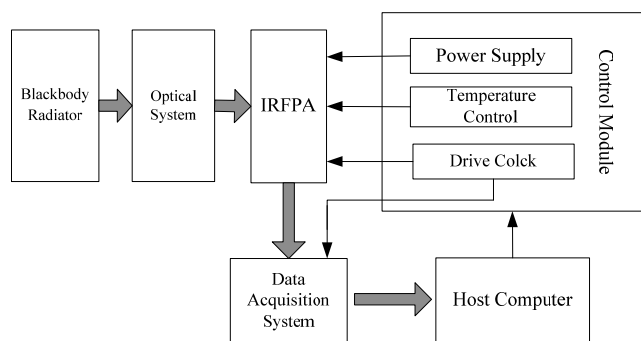 Blackbody
Radiator
Optical
System
IRFPA
Power Supply
Temperature
Control
Drive Colck
Control Module
Data
Acquisition
System
Host Computer